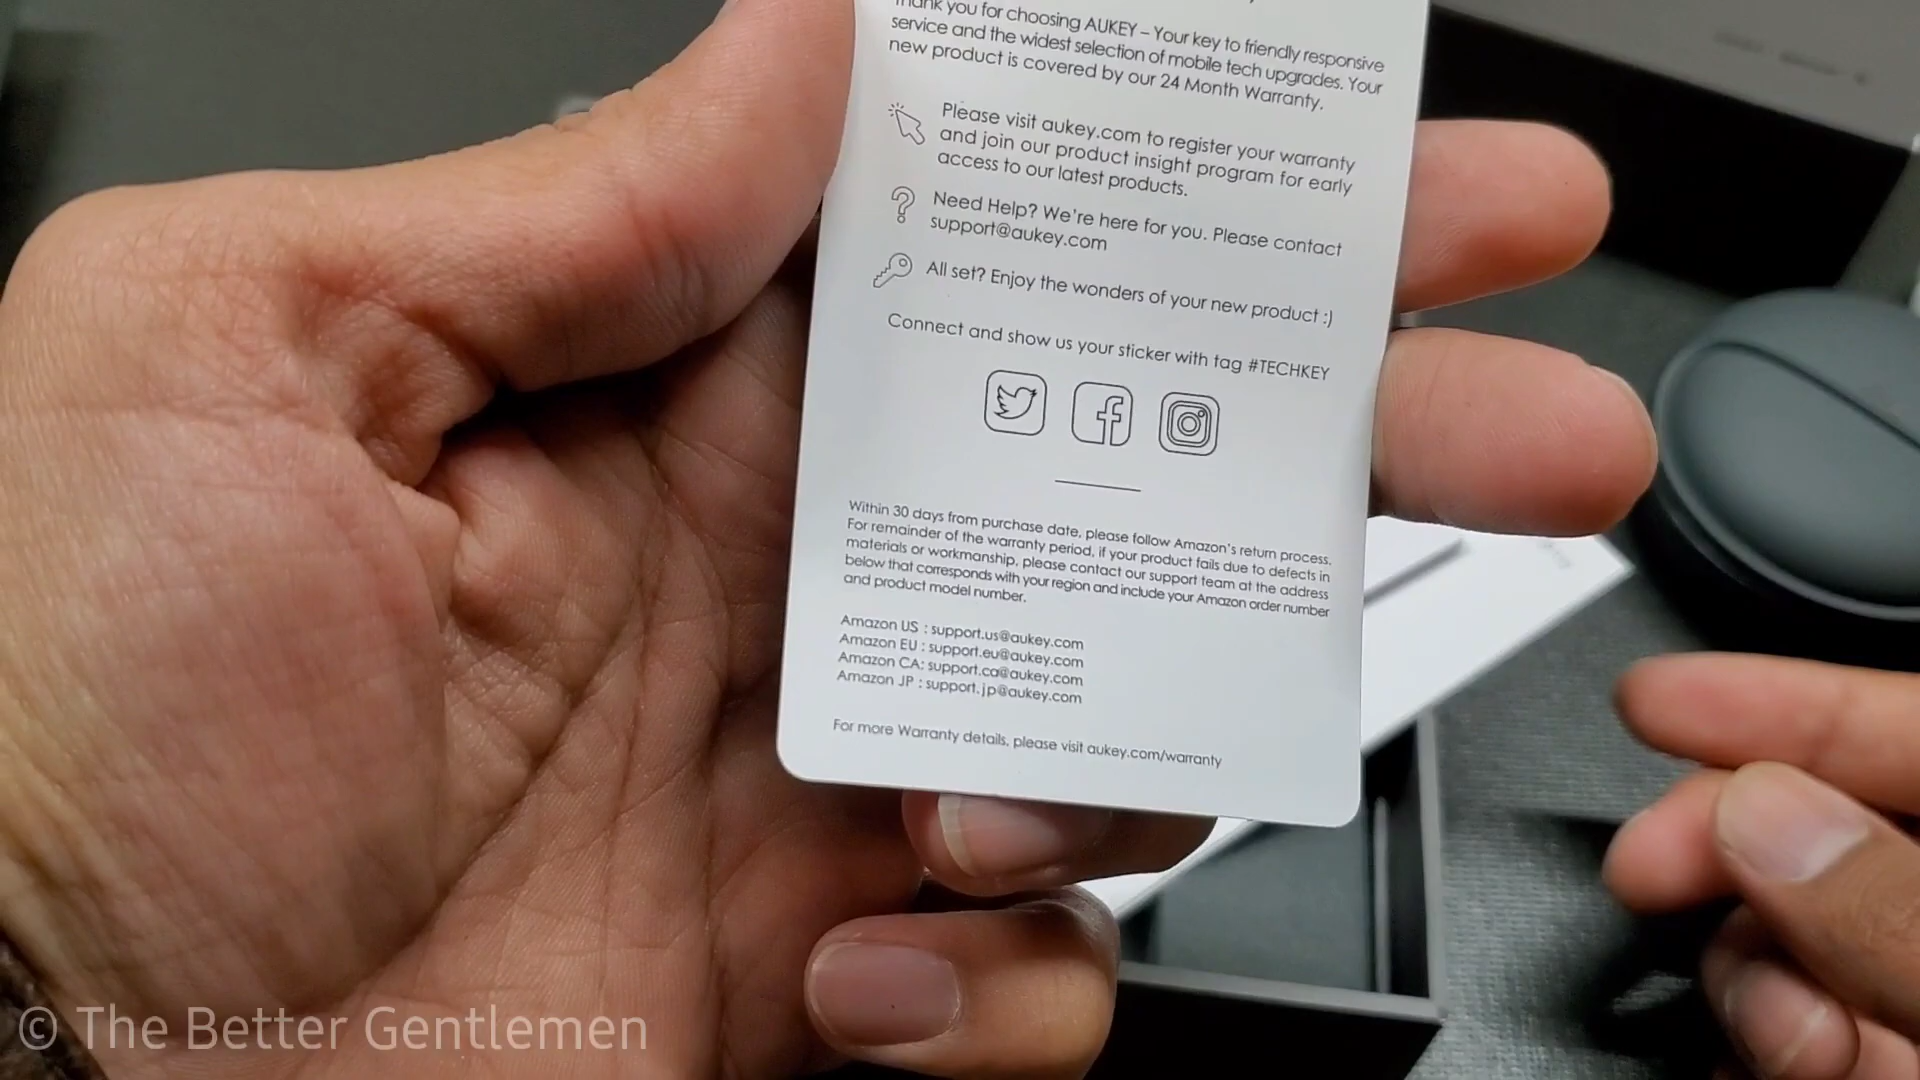 Thank you for choosing AUKEY – Your key to friendly responsive
service and the widest selection of mobile tech upgrades. Your
new product is covered by our 24 Month Warranty.
Please visit aukey.com to register your warranty
and join our product insight program for early
access to our latest products.
Need Help? We're here for you. Please contact
support@aukey.com
All set? Enjoy the wonders of your new product :)
Connect and show us your sticker with tag #TECHKEY
Within 30 days from purchase date, please follow Amazon's return process.
For remainder of the warranty period, if your product fails due to defects in
materials or workmanship, please contact our support team at the address
below that corresponds with your region and include your Amazon order number
and product model number.
Amazon US : support.us@aukey.com
Amazon EU : support.eu@aukey.com
Amazon CA: support.ca@aukey.com
Amazon JP : support.jp@aukey.com
For more Warranty details, please visit aukey.com/warranty
© The Better Gentlemen